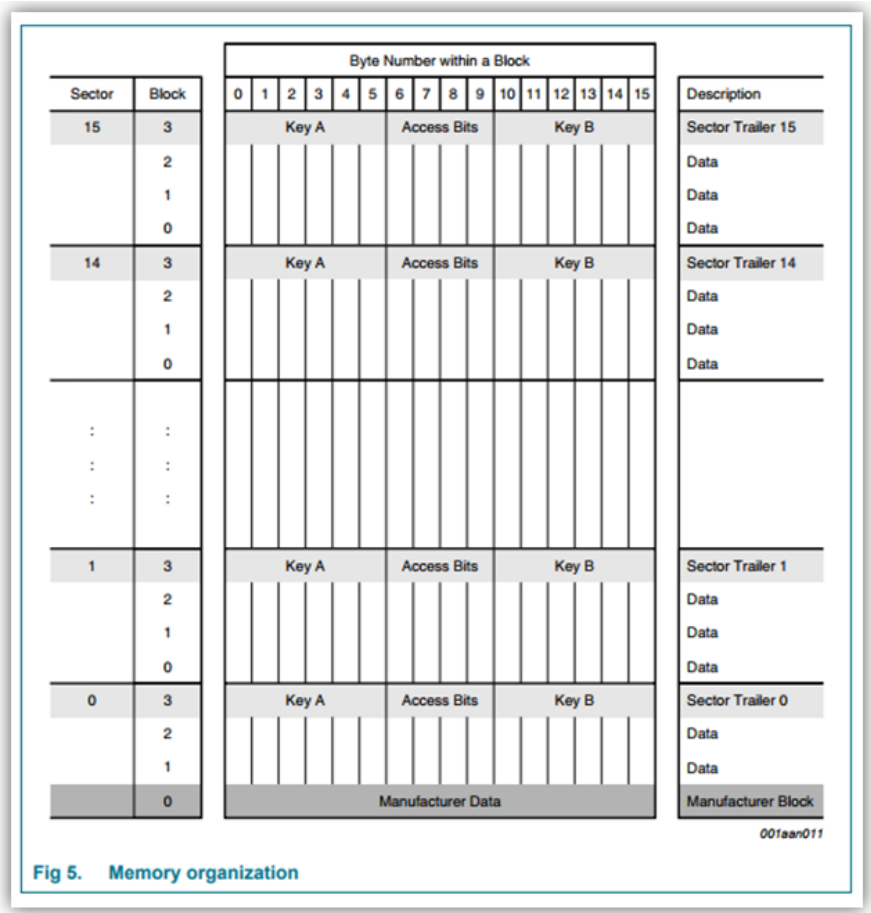 Byte Number within a Block
Sector Block 0 1 2 3 4 5 6 7 8 9 10 11 12 13 14 15 Description
15 3 Key A Access Bits Key B Sector Trailer 15
2 Data
1 Data
0 Data
14 3 Key A Access Bits Key B Sector Trailer 14
2 Data
1 Data
0 Data
: :
: :
: :
1 3 Key A Access Bits Key B Sector Trailer 1
2 Data
1 Data
0 Data
0 3 Key A Access Bits Key B Sector Trailer 0
2 Data
1 Data
0 Manufacturer Data Manufacturer Block
001aan011
Fig 5. Memory organization